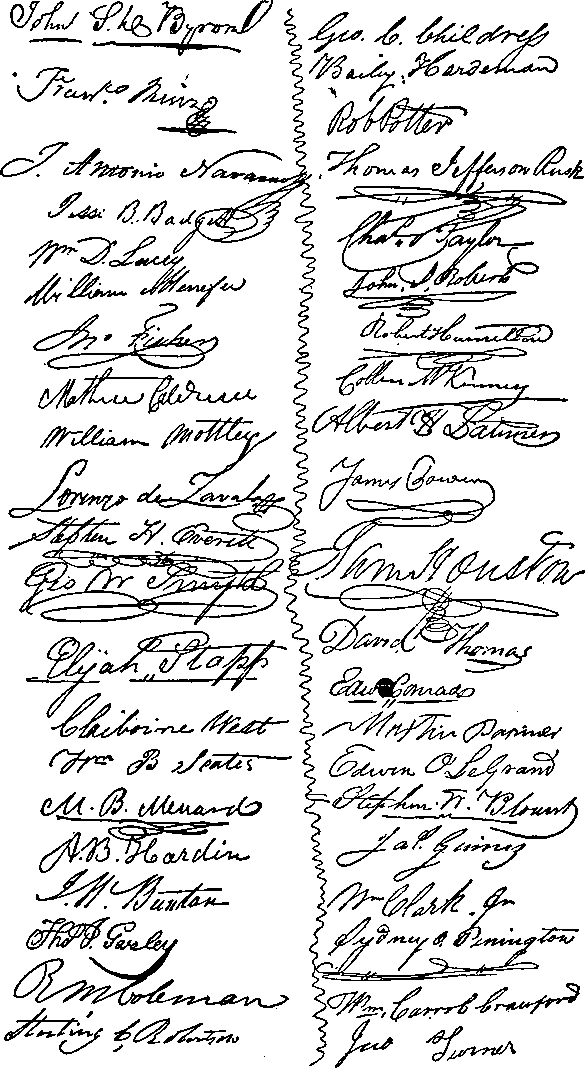 John S. D. Byrom
Fran.co Ruiz
J. Antonio Navarro
Jesse B. Badgett
Wm D. Lacey
William Menefee
Jno. Fisher
Mathew Caldwell
William Mottley
Lorenzo de Zavala
Stephen H. Everitt
Geo W Smyth
Elijah Stapp
Claiborne West
Wm B Scates
M. B. Menard
A. B. Hardin
J. W. Bunton
Thos. J. Gazley
R M Coleman
Sterling C. Robertson
Geo. C. Childress
Baily Hardeman
Rob Potter
Thomas Jefferson Rusk
Chas. S Taylor
John S. Roberts
Robert Hamilton
Collin McKinney
Albert H Latimer
James Power
Sam Houston
David Thomas
Edwd Conrad
Martin Parmer
Edwin O LeGrand
Stephen W. Blount
Jas. Gaines
Wm Clark, Jr
Sydney O. Penington
Wm. Carrol Crawford
Jno Turner